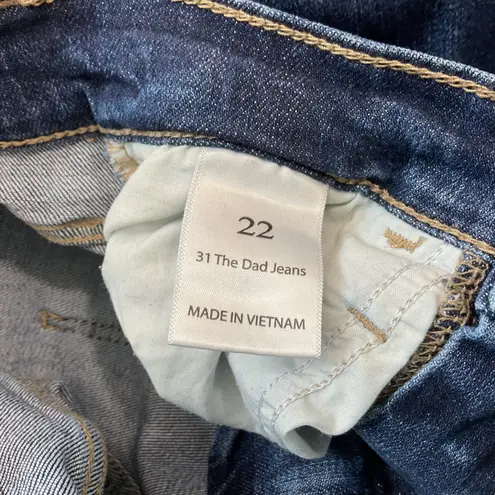 22
31 The Dad Jeans
MADE IN VIETNAM